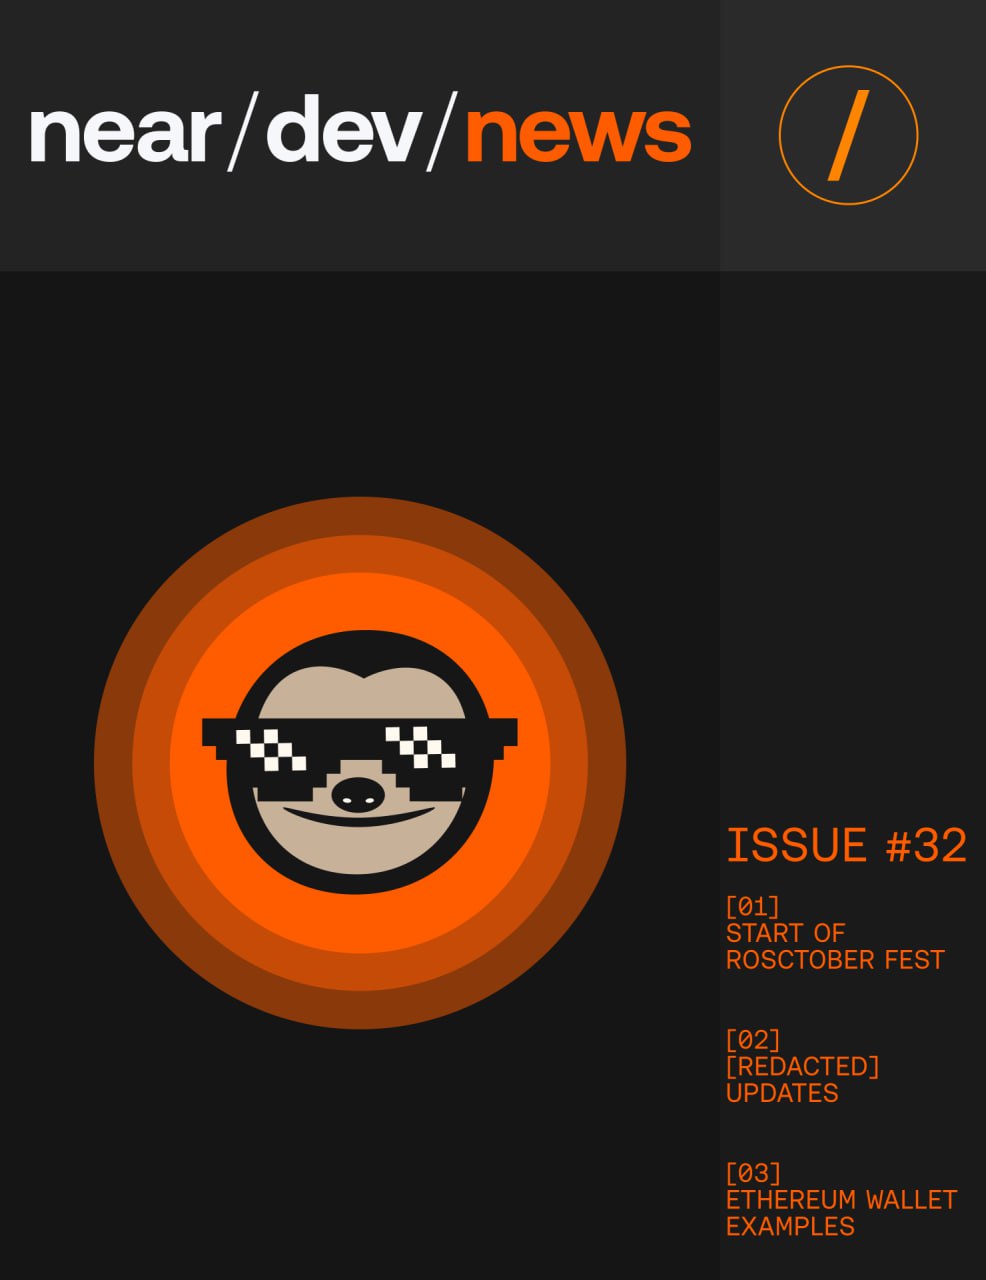 near/dev/news
/
ISSUE #32
[01]
START OF
ROSCTOBER FEST
[02]
[REDACTED]
UPDATES
[03]
ETHEREUM WALLET
EXAMPLES